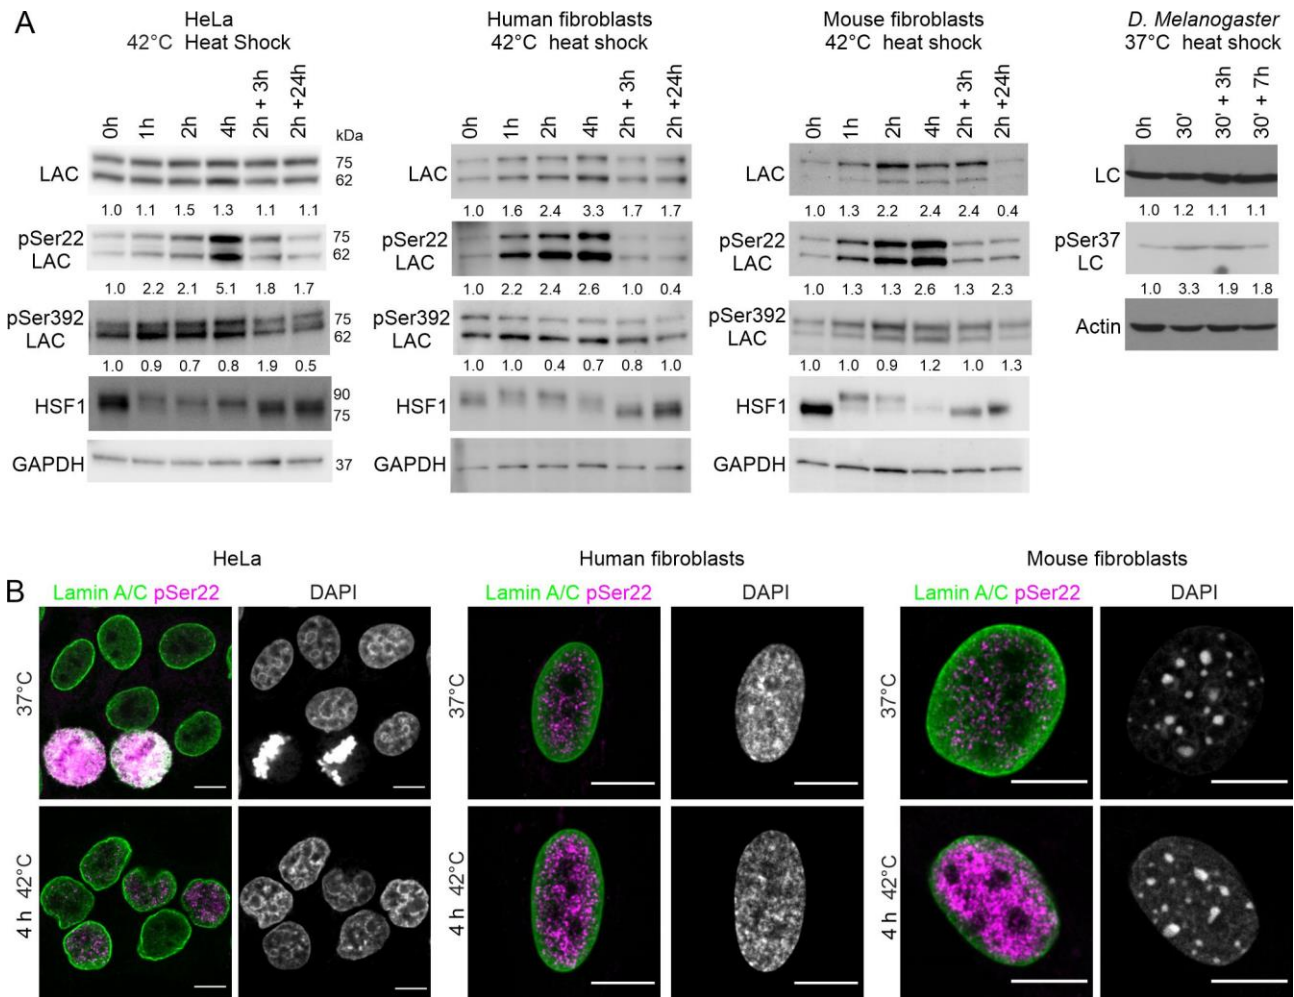 A
HeLa
42°C Heat Shock
0h 1h 2h 4h 2h + 3h 2h +24h
kDa
LAC 75
62
1.0 1.1 1.5 1.3 1.1 1.1
pSer22 75
LAC 62
1.0 2.2 2.1 5.1 1.8 1.7
pSer392 75
LAC 62
1.0 0.9 0.7 0.8 1.9 0.5
HSF1 90
75
GAPDH 37
Human fibroblasts
42°C heat shock
0h 1h 2h 4h 2h + 3h 2h +24h
LAC
1.0 1.6 2.4 3.3 1.7 1.7
pSer22
LAC
1.0 2.2 2.4 2.6 1.0 0.4
pSer392
LAC
1.0 1.0 0.4 0.7 0.8 1.0
HSF1
GAPDH
Mouse fibroblasts
42°C heat shock
0h 1h 2h 4h 2h + 3h 2h +24h
LAC
1.0 1.3 2.2 2.4 2.4 0.4
pSer22
LAC
1.0 1.3 1.3 2.6 1.3 2.3
pSer392
LAC
1.0 1.0 0.9 1.2 1.0 1.3
HSF1
GAPDH
D. Melanogaster
37°C heat shock
0h 30' 30' + 3h 30' + 7h
LC
1.0 1.2 1.1 1.1
pSer37
LC
1.0 3.3 1.9 1.8
Actin
B
HeLa
Lamin A/C pSer22 DAPI
37°C
4 h 42°C
Human fibroblasts
Lamin A/C pSer22 DAPI
37°C
4 h 42°C
Mouse fibroblasts
Lamin A/C pSer22 DAPI
37°C
4 h 42°C